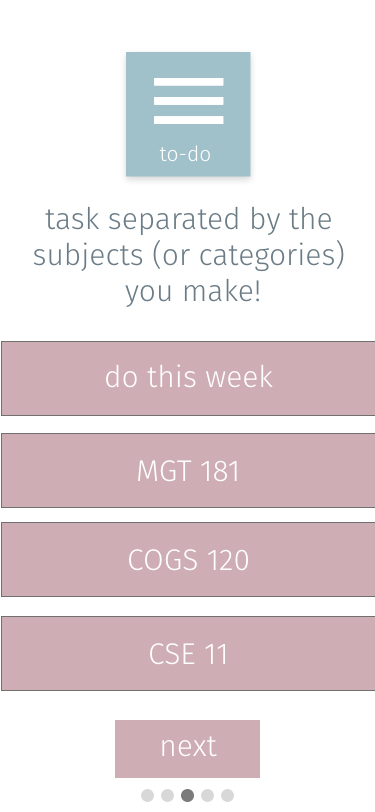 to-do
task separated by the
subjects (or categories)
you make!
do this week
MGT 181
COGS 120
CSE 11
next